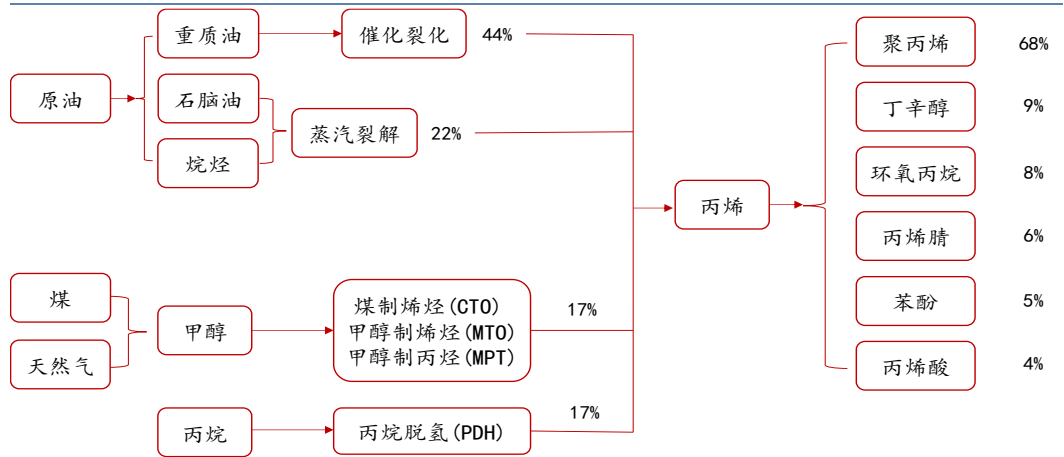 重质油
催化裂化
44%
聚丙烯
68%
原油
石脑油
蒸汽裂解
22%
丁辛醇
9%
烷烃
环氧丙烷
8%
丙烯
丙烯腈
6%
煤
甲醇
煤制烯烃(CTO)
甲醇制烯烃(MTO)
甲醇制丙烃(MPT)
17%
苯酚
5%
天然气
丙烯酸
4%
丙烷
丙烷脱氢(PDH)
17%